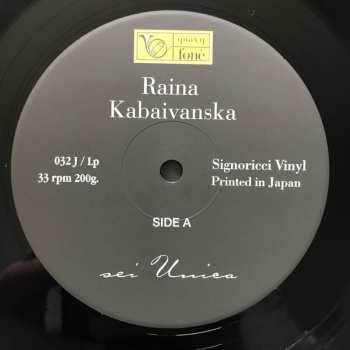 fonè
Raina
Kabaivanska
032 J / Lp
33 rpm 200g.
Signoricci Vinyl
Printed in Japan
SIDE A
sei Unica